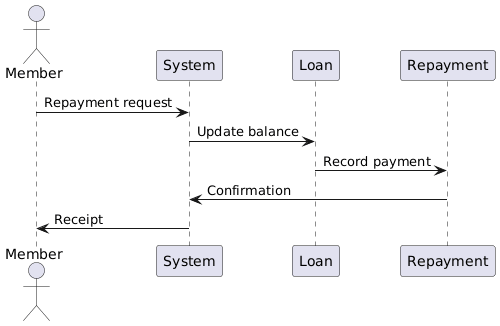 Member
System
Loan
Repayment
Repayment request
Update balance
Record payment
Confirmation
Receipt
Member
System
Loan
Repayment